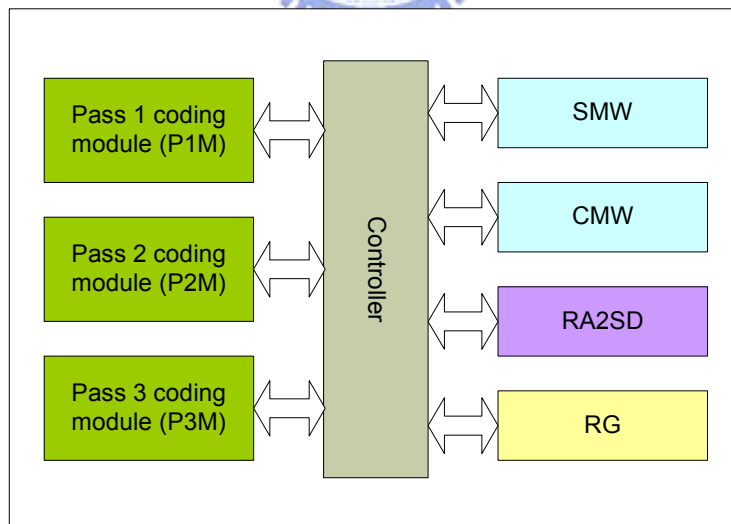 Pass 1 coding
module (P1M)
Pass 2 coding
module (P2M)
Pass 3 coding
module (P3M)
Controller
SMW
CMW
RA2SD
RG